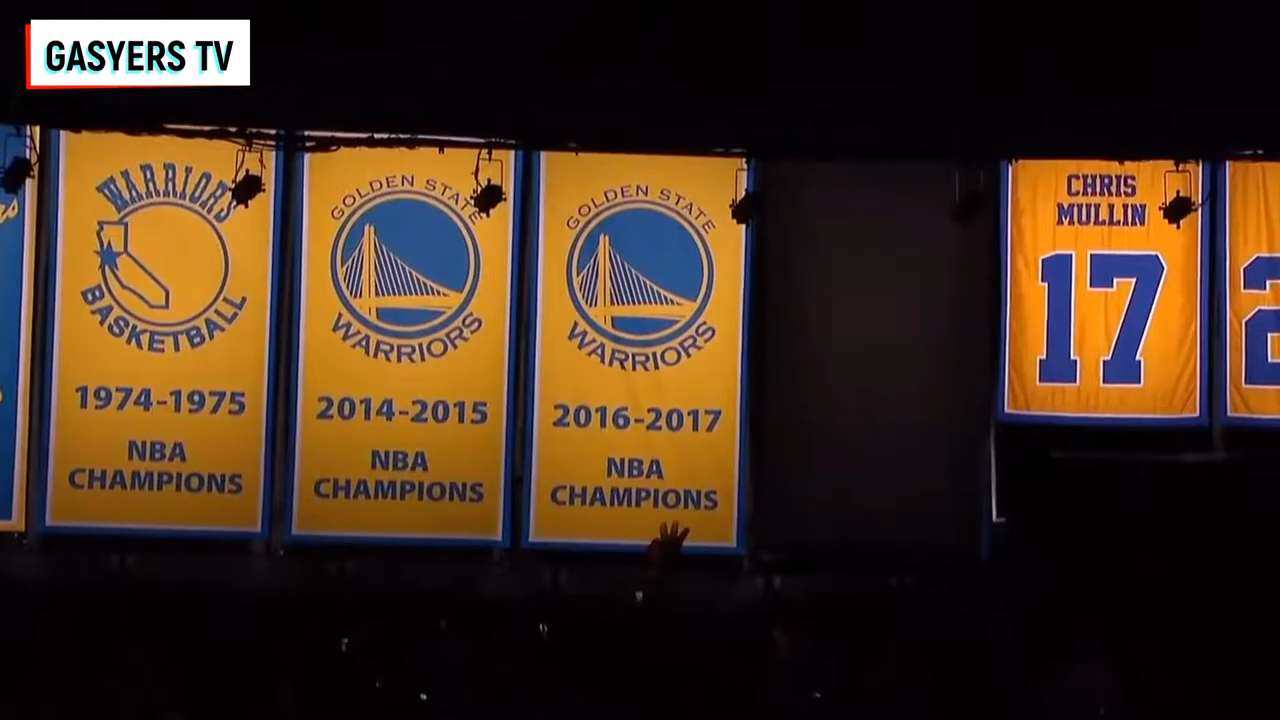 GASYERS TV
WARRIORS
BASKETBALL
1974-1975
NBA
CHAMPIONS
GOLDEN STATE
WARRIORS
2014-2015
NBA
CHAMPIONS
GOLDEN STATE
WARRIORS
2016-2017
NBA
CHAMPIONS
CHRIS
MULLIN
17